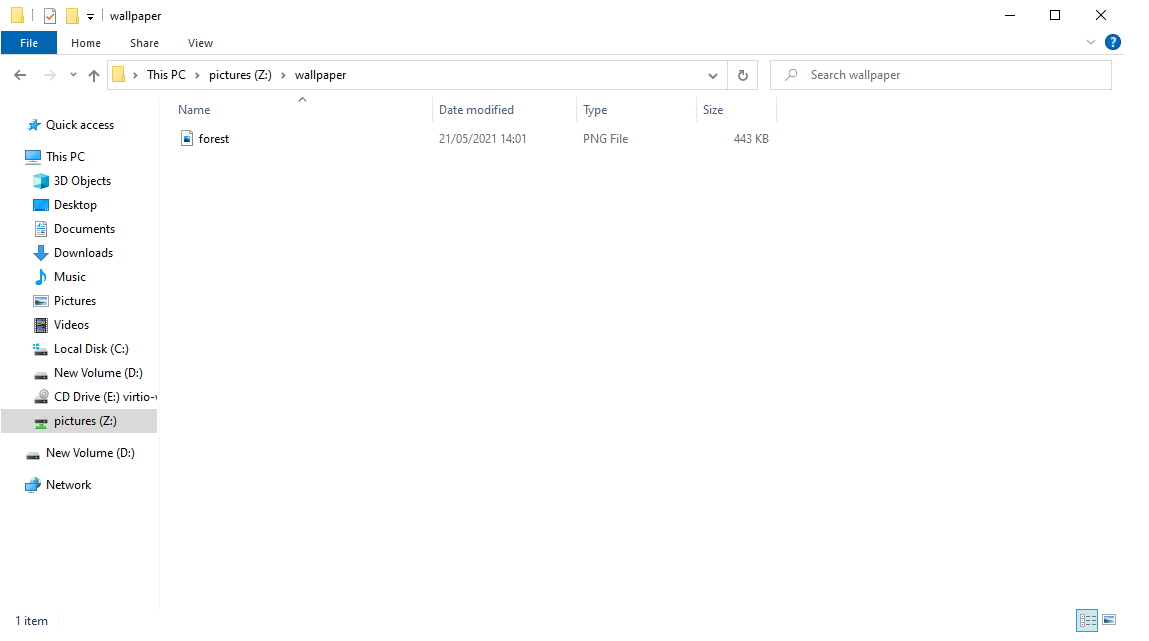 wallpaper
File Home Share View
This PC pictures (Z:) wallpaper Search wallpaper
Name Date modified Type Size
forest 21/05/2021 14:01 PNG File 443 KB
Quick access
This PC
3D Objects
Desktop
Documents
Downloads
Music
Pictures
Videos
Local Disk (C:)
New Volume (D:)
CD Drive (E:) virtio-
pictures (Z:)
New Volume (D:)
Network
1 item